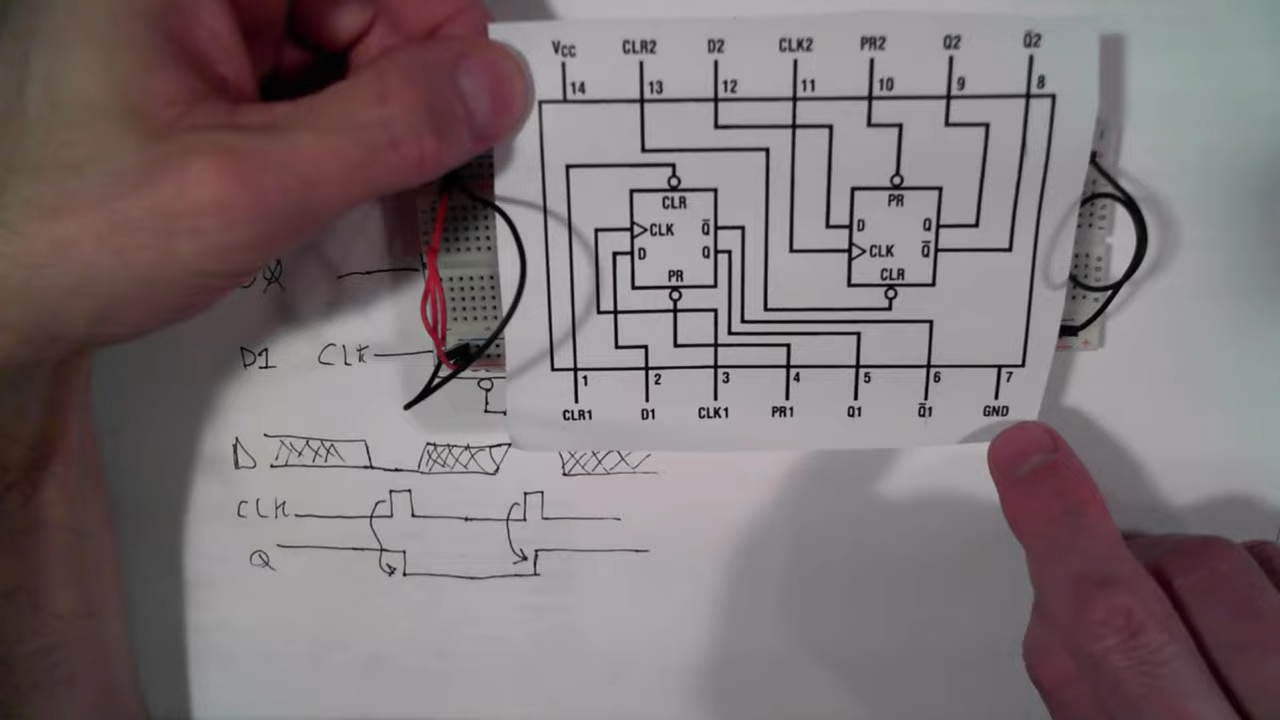 VCC CLR2 D2 CLK2 PR2 Q2 Q̅2
14 13 12 11 10 9 8
CLR PR
CLK Q̅ D Q
D Q CLK Q̅
PR CLR
1 2 3 4 5 6 7
CLR1 D1 CLK1 PR1 Q1 Q̅1 GND
D1 CLK
D
CLK
Q